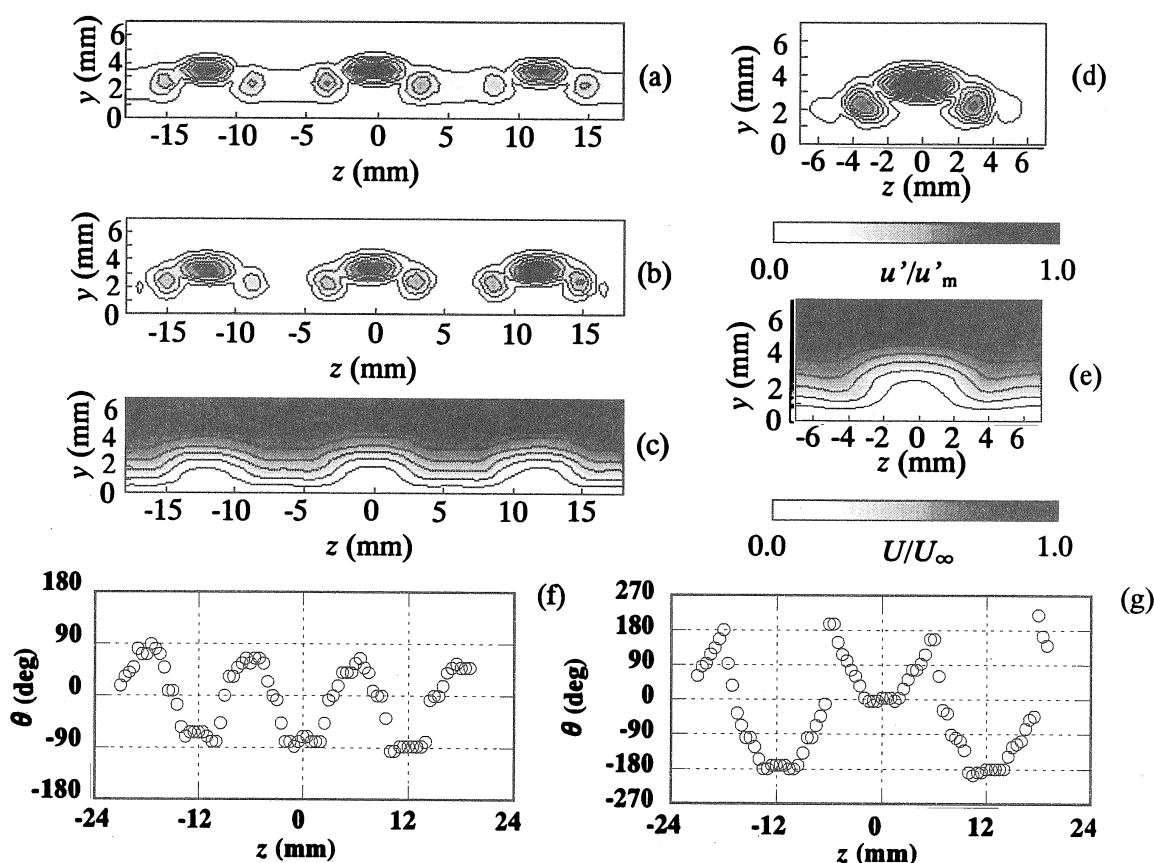 6
4
2
0
y (mm)
-15 -10 -5 0 5 10 15
z (mm)
(a)
6
4
2
0
y (mm)
-15 -10 -5 0 5 10 15
z (mm)
(b)
6
4
2
0
y (mm)
-15 -10 -5 0 5 10 15
z (mm)
(c)
6
4
2
0
y (mm)
-6 -4 -2 0 2 4 6
z (mm)
(d)
0.0 u'/u'm 1.0
6
4
2
0
y (mm)
-6 -4 -2 0 2 4 6
z (mm)
(e)
0.0 U/U∞ 1.0
180
90
0
-90
-180
θ (deg)
-24 -12 0 12 24
z (mm)
(f)
270
180
90
0
-90
-180
-270
θ (deg)
-24 -12 0 12 24
z (mm)
(g)